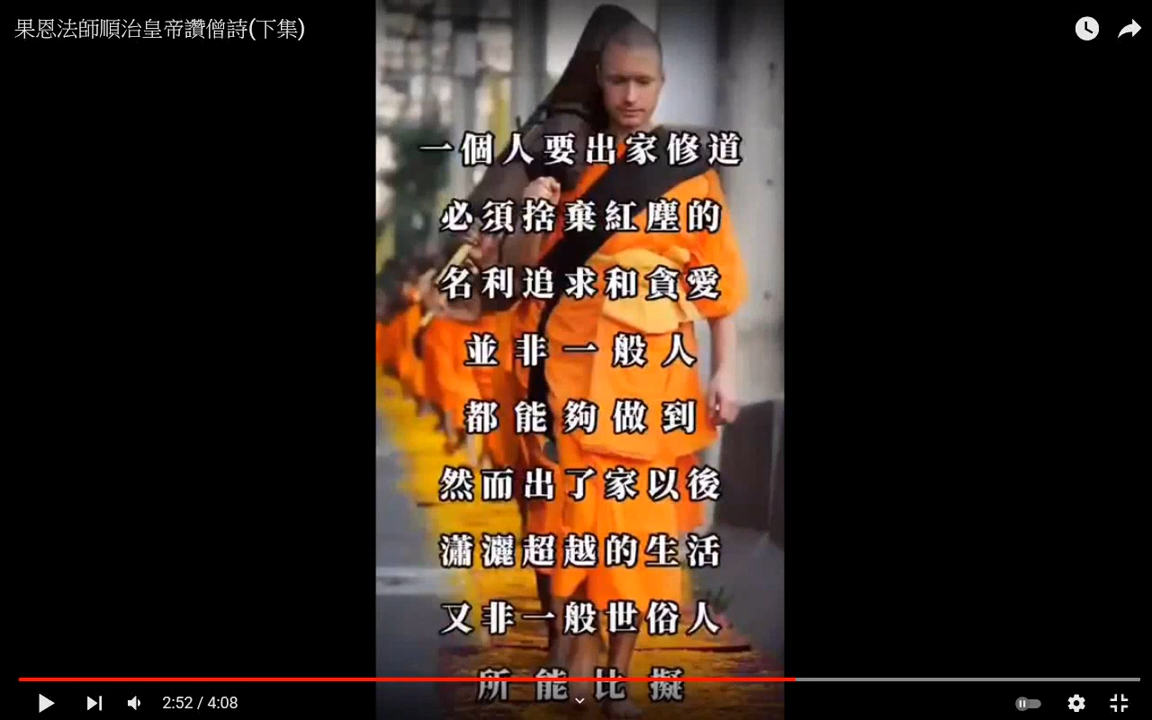 果恩法師順治皇帝讚僧詩(下集)
一個人要出家修道
必須捨棄紅塵的
名利追求和貪愛
並非一般人
都能夠做到
然而出了家以後
瀟灑超越的生活
又非一般世俗人
所能比擬
2:52 / 4:08